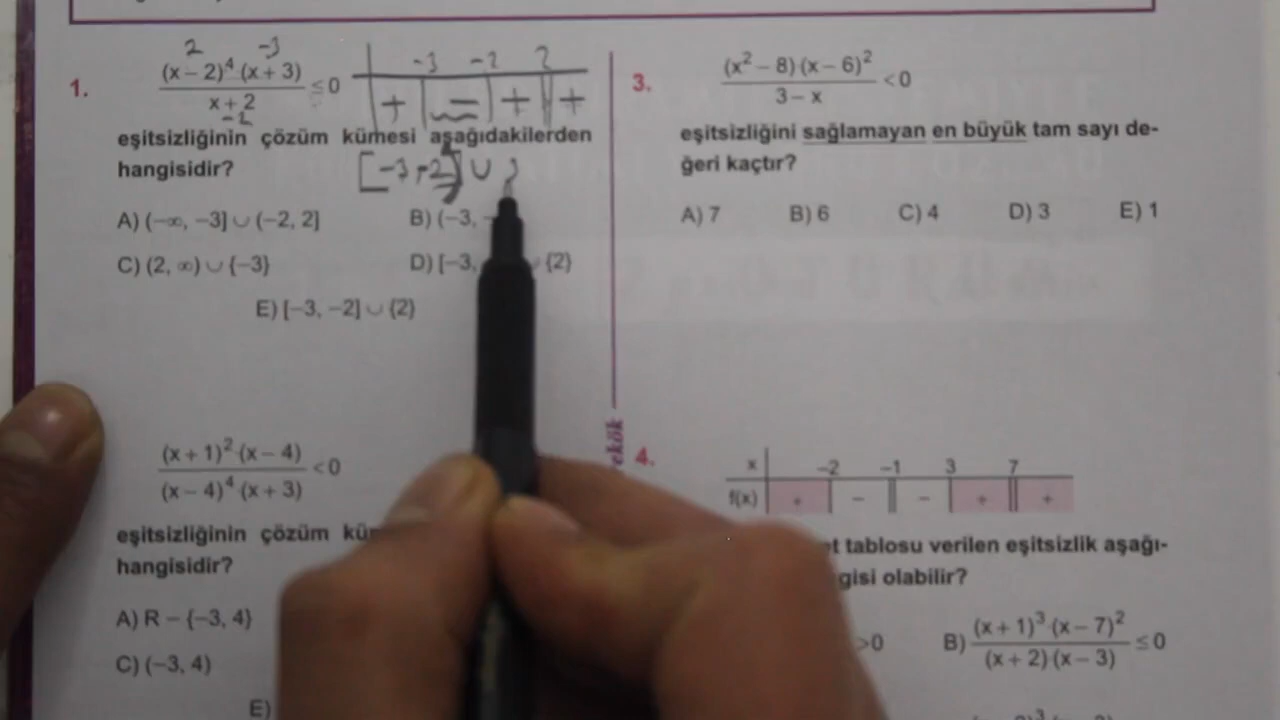 1.
2 -3
(x – 2)⁴ (x + 3) / x + 2 ≤ 0
-2
-3 -2 2
+ – + +
eşitsizliğinin çözüm kümesi aşağıdakilerden
hangisidir?
[-3, -2) ∪
A) (–∞, –3] ∪ (–2, 2]
B) (–3,
C) (2, ∞) ∪ {–3}
D) [–3, ∪ {2}
E) [–3, –2] ∪ {2}
(x + 1)² (x – 4) / (x – 4)⁴ (x + 3) < 0
eşitsizliğinin çözüm
hangisidir?
A) R – {–3, 4}
C) (–3, 4)
E)
3.
(x² – 8) (x – 6)² / 3 – x < 0
eşitsizliğini sağlamayan en büyük tam sayı de-
ğeri kaçtır?
A) 7 B) 6 C) 4 D) 3 E) 1
4.
x –2 –1 3 7
f(x) + – – + +
tablosu verilen eşitsizlik aşağı-
olabilir?
>0
B) (x + 1)³ (x – 7)² / (x + 2) (x – 3) ≤ 0